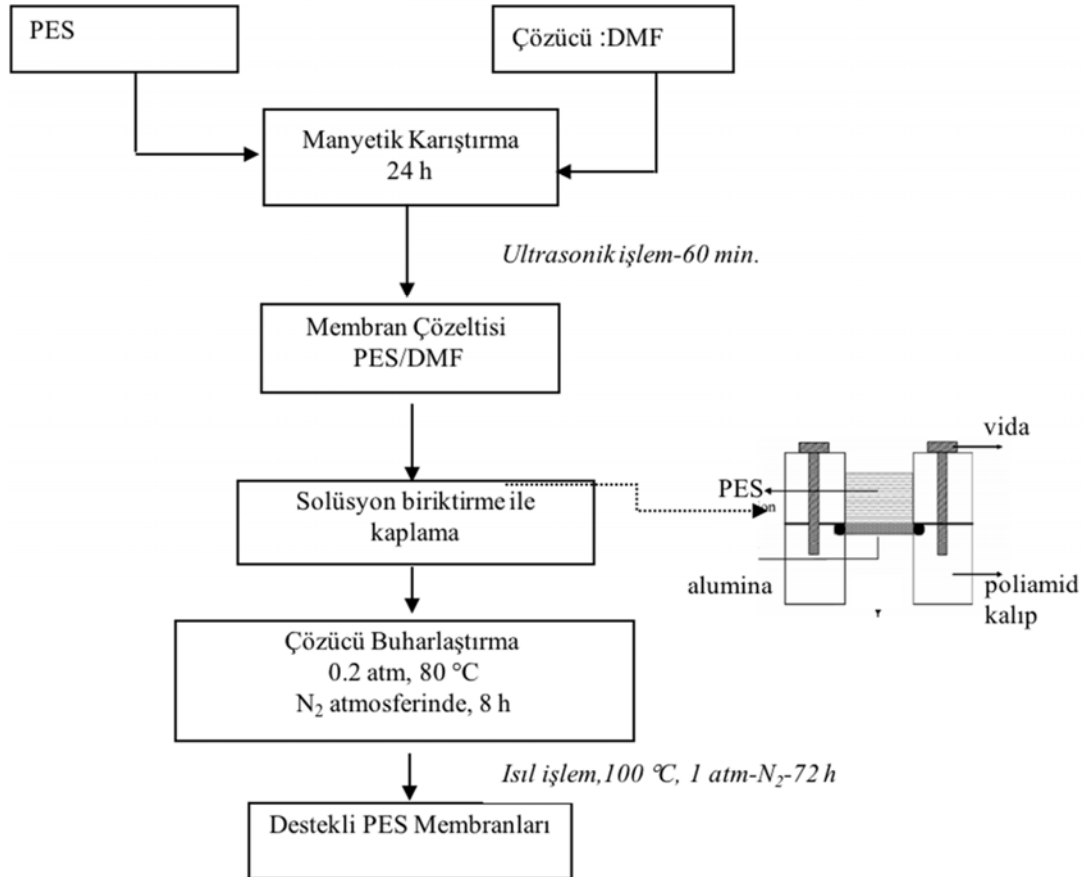 PES
Çözücü :DMF
Manyetik Karıştırma
24 h
Ultrasonik işlem-60 min.
Membran Çözeltisi
PES/DMF
Solüsyon biriktirme ile
kaplama
vida
PES
alumina
poliamid
kalıp
Çözücü Buharlaştırma
0.2 atm, 80 °C
N₂ atmosferinde, 8 h
Isıl işlem,100 ℃, 1 atm-N₂-72 h
Destekli PES Membranları